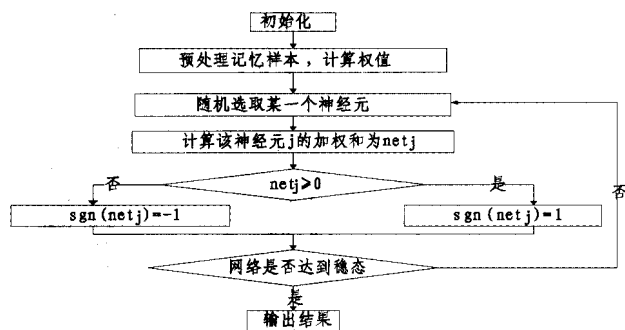 初始化
预处理记忆样本，计算权值
随机选取某一个神经元
计算该神经元j的加权和为netj
netj≥0
否
是
否
sgn(netj)=-1
sgn(netj)=1
网络是否达到稳态
是
输出结果